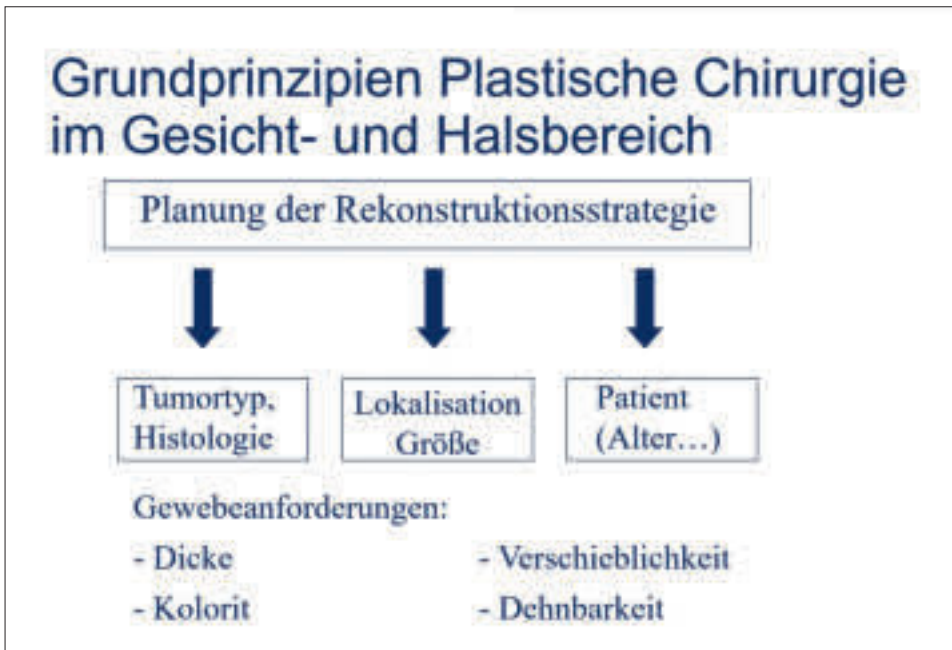 Grundprinzipien Plastische Chirurgie
im Gesicht- und Halsbereich
Planung der Rekonstruktionsstrategie
Tumortyp,
Histologie
Lokalisation
Größe
Patient
(Alter…)
Gewebeanforderungen:
- Dicke
- Verschieblichkeit
- Kolorit
- Dehnbarkeit